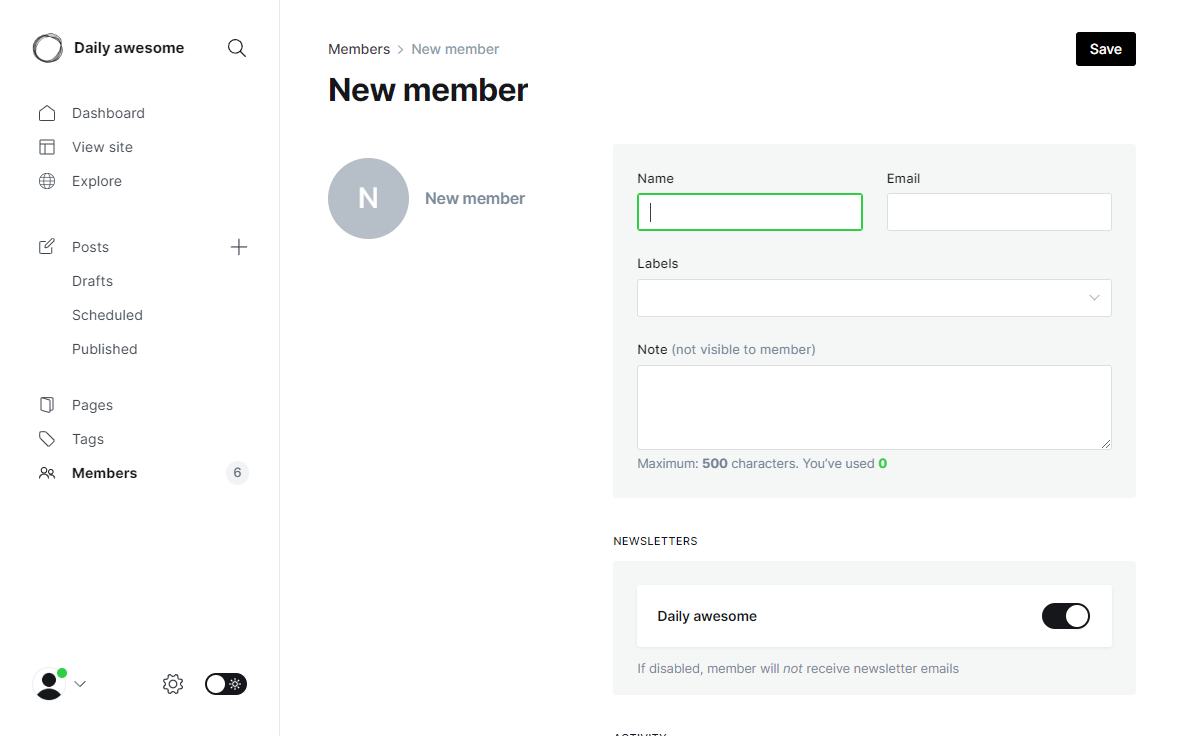 Daily awesome
Dashboard
View site
Explore
Posts
Drafts
Scheduled
Published
Pages
Tags
Members 6
Members > New member
Save
New member
N New member
Name Email
Labels
Note (not visible to member)
Maximum: 500 characters. You've used 0
NEWSLETTERS
Daily awesome
If disabled, member will not receive newsletter emails
ACTIVITY